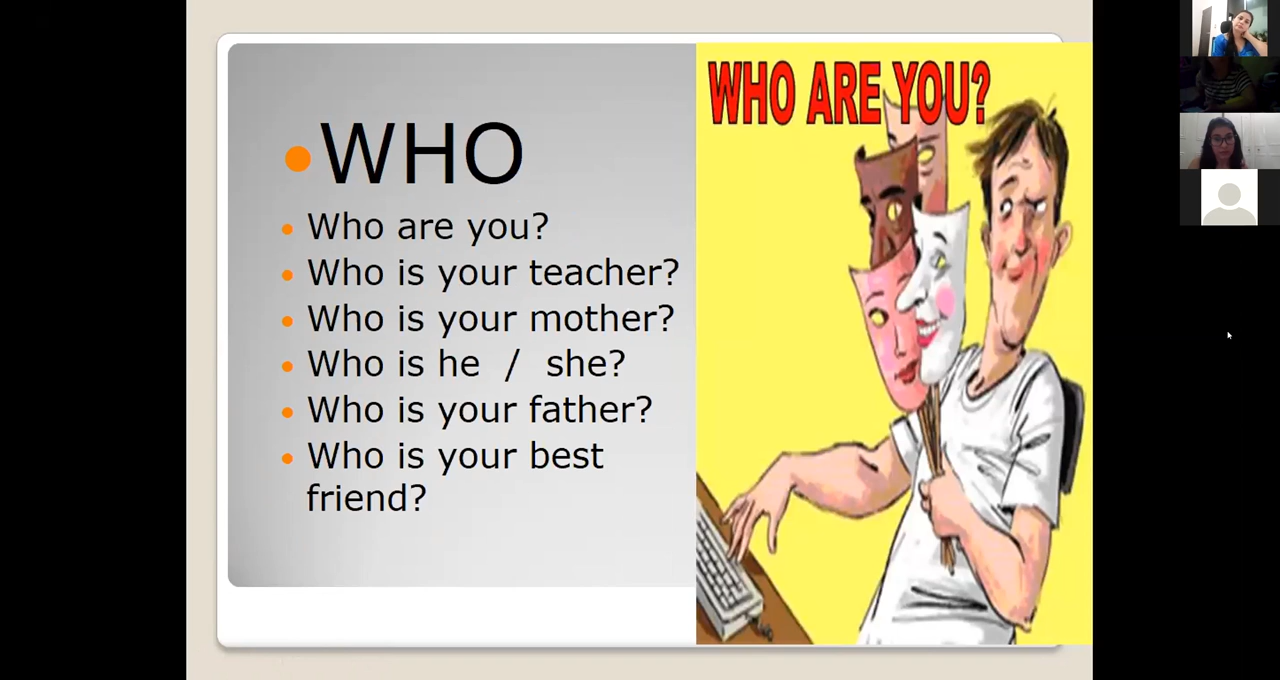 WHO
Who are you?
Who is your teacher?
Who is your mother?
Who is he / she?
Who is your father?
Who is your best
friend?
WHO ARE YOU?